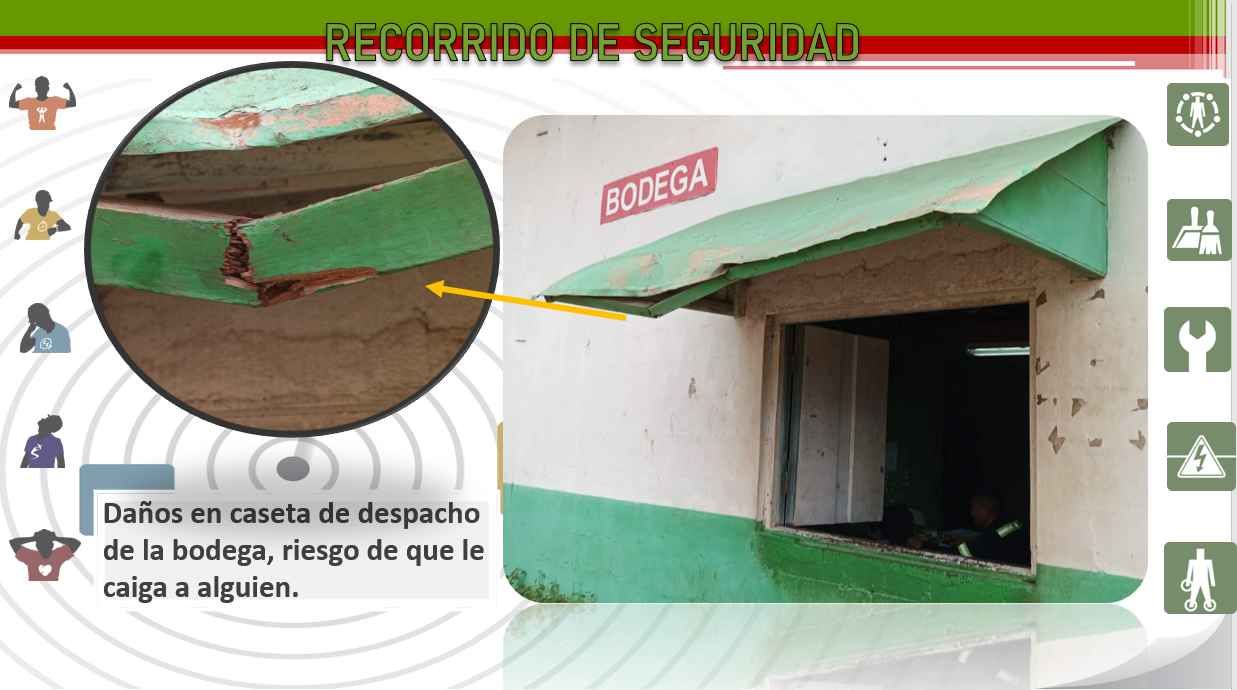 RECORRIDO DE SEGURIDAD
BODEGA
Daños en caseta de despacho
de la bodega, riesgo de que le
caiga a alguien.